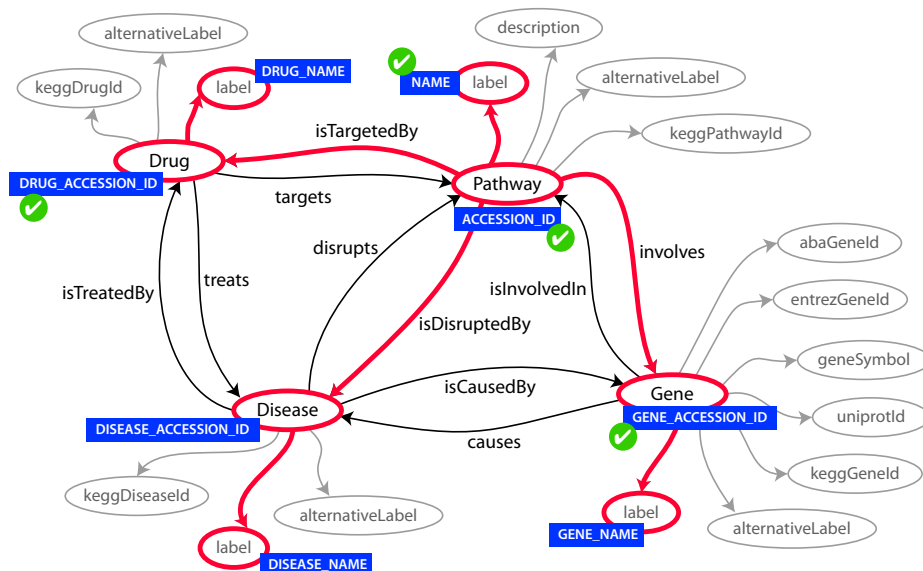 description
alternativeLabel
DRUG_NAME
keggDrugId
label
NAME
label
alternativeLabel
isTargetedBy
keggPathwayId
Drug
Pathway
DRUG_ACCESSION_ID
targets
ACCESSION_ID
disrupts
involves
abaGeneId
isTreatedBy
treats
isInvolvedIn
entrezGeneId
isDisruptedBy
geneSymbol
isCausedBy
Gene
Disease
GENE_ACCESSION_ID
uniprotId
DISEASE_ACCESSION_ID
causes
keggGeneId
keggDiseaseId
label
alternativeLabel
alternativeLabel
GENE_NAME
label
DISEASE_NAME